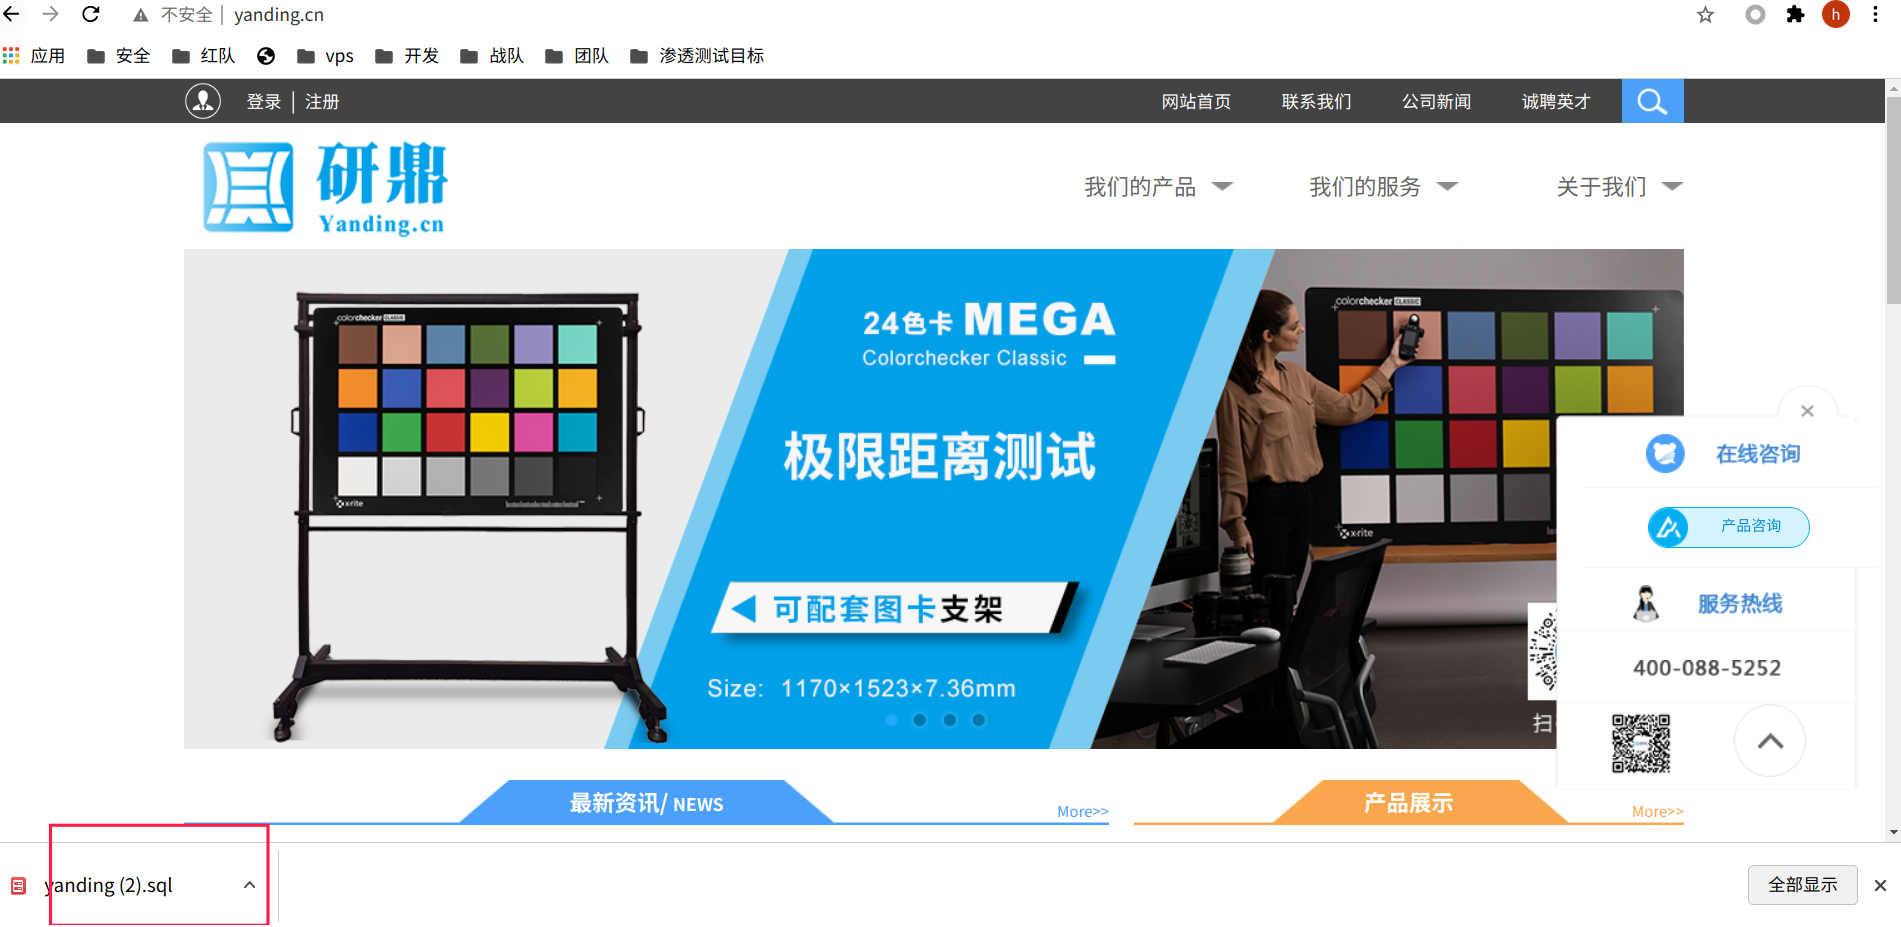 不安全 | yanding.cn
h
应用 安全 红队 vps 开发 战队 团队 渗透测试目标
登录 | 注册 网站首页 联系我们 公司新闻 诚聘英才
研鼎
Yanding.cn
我们的产品 我们的服务 关于我们
colorchecker CLASSIC
x-rite
24色卡 MEGA
Colorchecker Classic
极限距离测试
可配套图卡支架
Size: 1170×1523×7.36mm
colorchecker CLASSIC
x-rite
扫
在线咨询
产品咨询
服务热线
400-088-5252
最新资讯/ NEWS More>>
产品展示 More>>
yanding (2).sql 全部显示